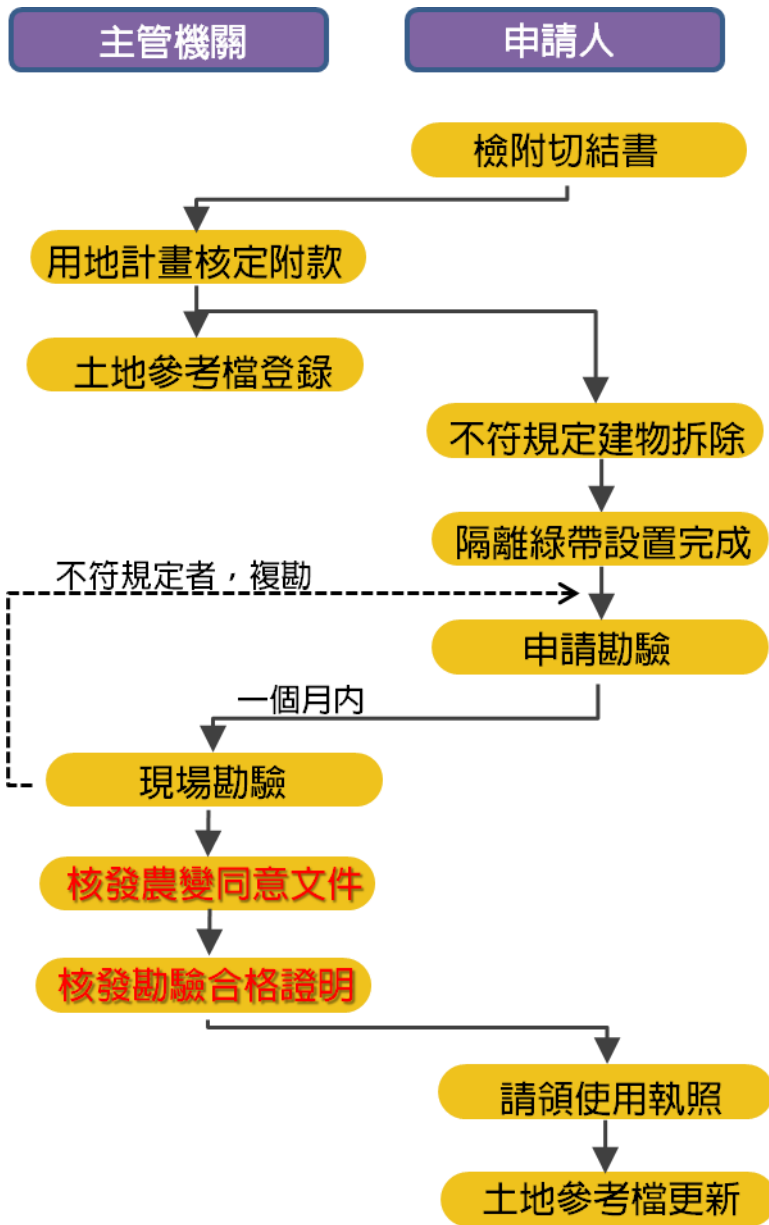 主管機關
申請人
檢附切結書
用地計畫核定附款
土地參考檔登錄
不符規定建物拆除
隔離綠帶設置完成
不符規定者，複勘
申請勘驗
一個月内
現場勘驗
核發農變同意文件
核發勘驗合格證明
請領使用執照
土地參考檔更新